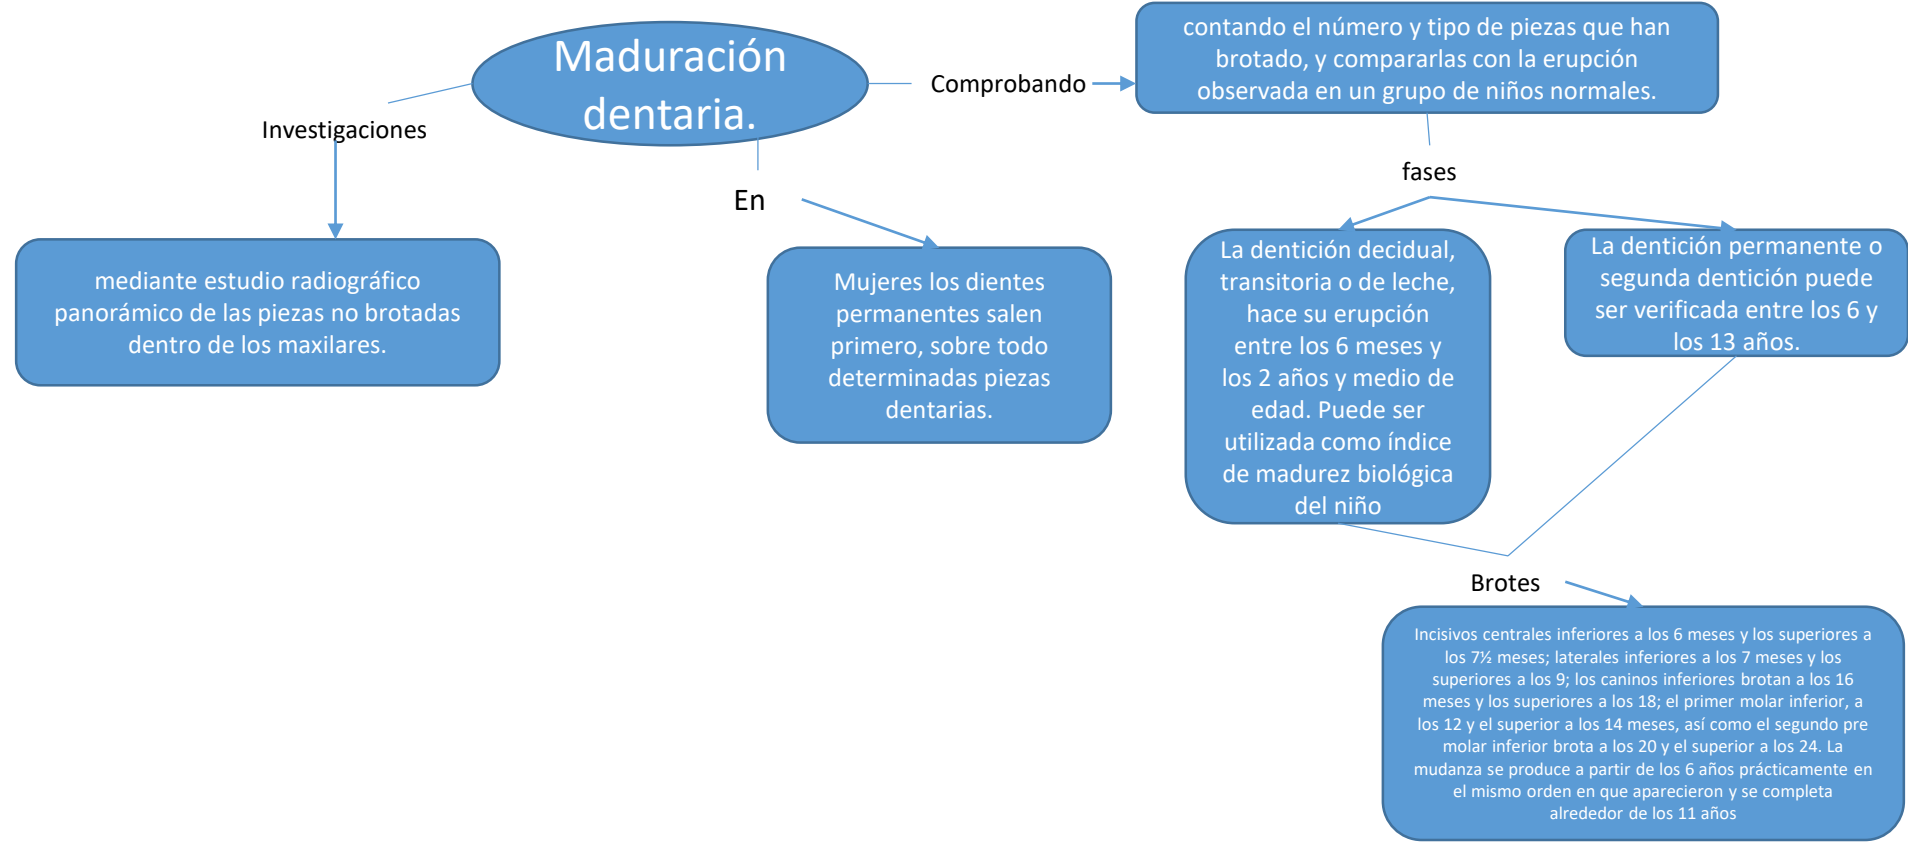 Maduración
dentaria.
Investigaciones
mediante estudio radiográfico
panorámico de las piezas no brotadas
dentro de los maxilares.
En
Mujeres los dientes
permanentes salen
primero, sobre todo
determinadas piezas
dentarias.
Comprobando
contando el número y tipo de piezas que han
brotado, y compararlas con la erupción
observada en un grupo de niños normales.
fases
La dentición decidual,
transitoria o de leche,
hace su erupción
entre los 6 meses y
los 2 años y medio de
edad. Puede ser
utilizada como índice
de madurez biológica
del niño
La dentición permanente o
segunda dentición puede
ser verificada entre los 6 y
los 13 años.
Brotes
Incisivos centrales inferiores a los 6 meses y los superiores a
los 7½ meses; laterales inferiores a los 7 meses y los
superiores a los 9; los caninos inferiores brotan a los 16
meses y los superiores a los 18; el primer molar inferior, a
los 12 y el superior a los 14 meses, así como el segundo pre
molar inferior brota a los 20 y el superior a los 24. La
mudanza se produce a partir de los 6 años prácticamente en
el mismo orden en que aparecieron y se completa
alrededor de los 11 años